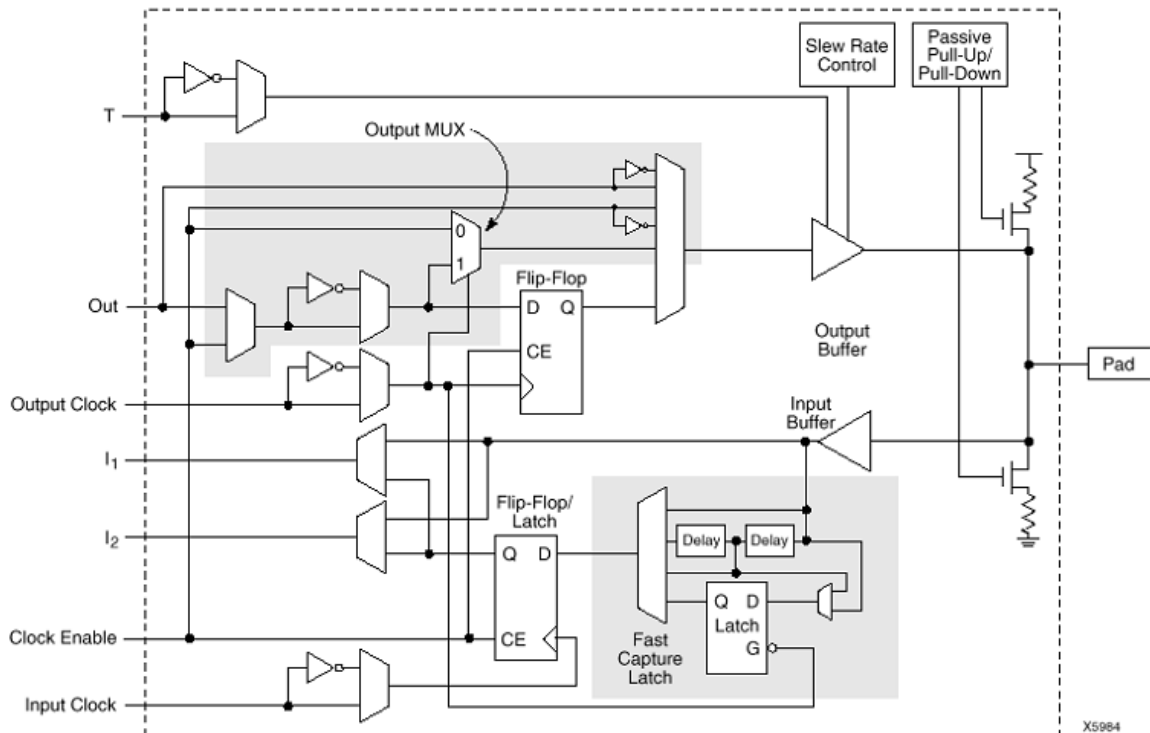 Slew Rate
Control
Passive
Pull-Up/
Pull-Down
T
Output MUX
0
1
Flip-Flop
D Q
CE
Out
Output
Buffer
Pad
Output Clock
Input
Buffer
I1
Flip-Flop/
Latch
I2
Delay
Delay
Q D
Q D
Latch
G
Clock Enable
CE
Fast
Capture
Latch
Input Clock
X5984